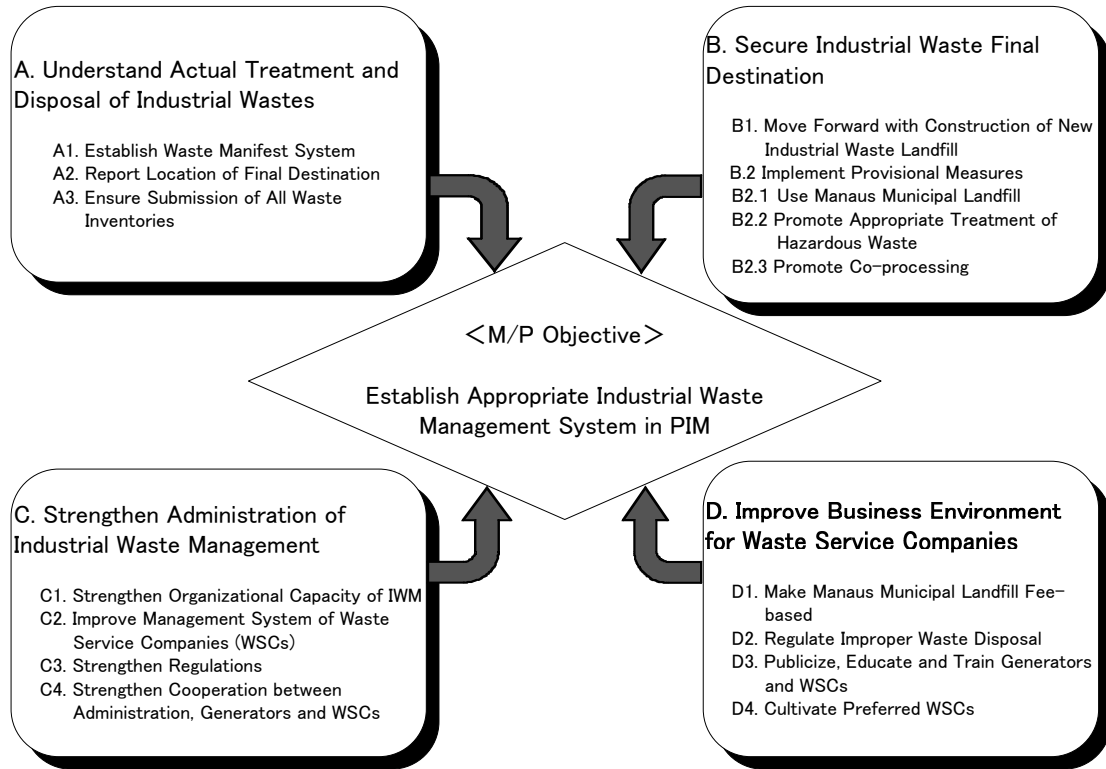 A. Understand Actual Treatment and
Disposal of Industrial Wastes
A1. Establish Waste Manifest System
A2. Report Location of Final Destination
A3. Ensure Submission of All Waste
Inventories
B. Secure Industrial Waste Final
Destination
B1. Move Forward with Construction of New
Industrial Waste Landfill
B.2 Implement Provisional Measures
B2.1 Use Manaus Municipal Landfill
B2.2 Promote Appropriate Treatment of
Hazardous Waste
B2.3 Promote Co-processing
<M/P Objective>
Establish Appropriate Industrial Waste
Management System in PIM
C. Strengthen Administration of
Industrial Waste Management
C1. Strengthen Organizational Capacity of IWM
C2. Improve Management System of Waste
Service Companies (WSCs)
C3. Strengthen Regulations
C4. Strengthen Cooperation between
Administration, Generators and WSCs
D. Improve Business Environment
for Waste Service Companies
D1. Make Manaus Municipal Landfill Fee-
based
D2. Regulate Improper Waste Disposal
D3. Publicize, Educate and Train Generators
and WSCs
D4. Cultivate Preferred WSCs